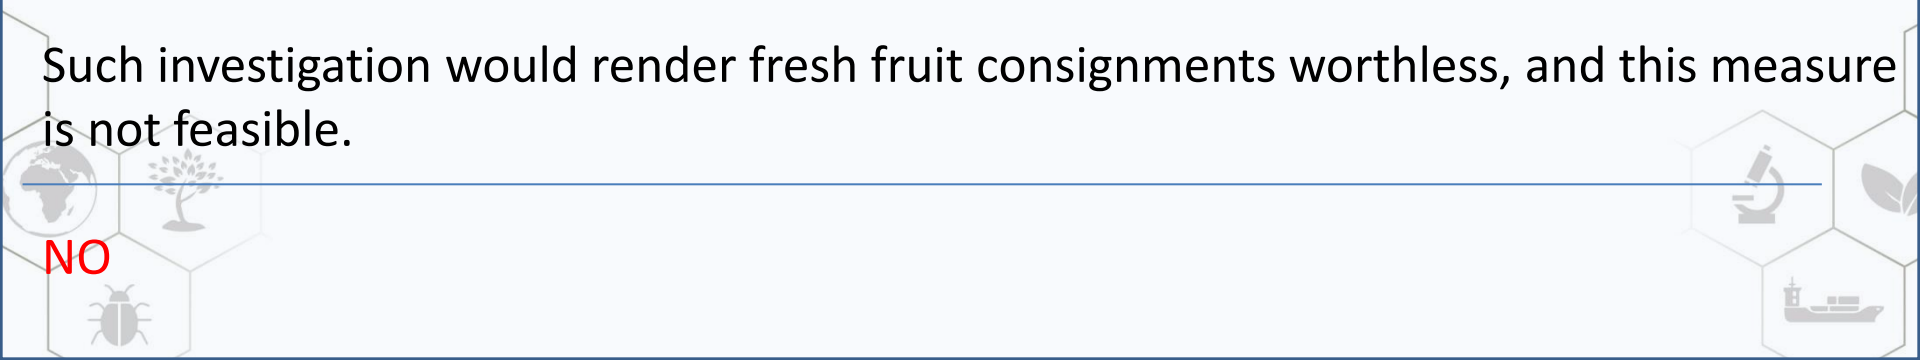 Such investigation would render fresh fruit consignments worthless, and this measure
is not feasible.
NO